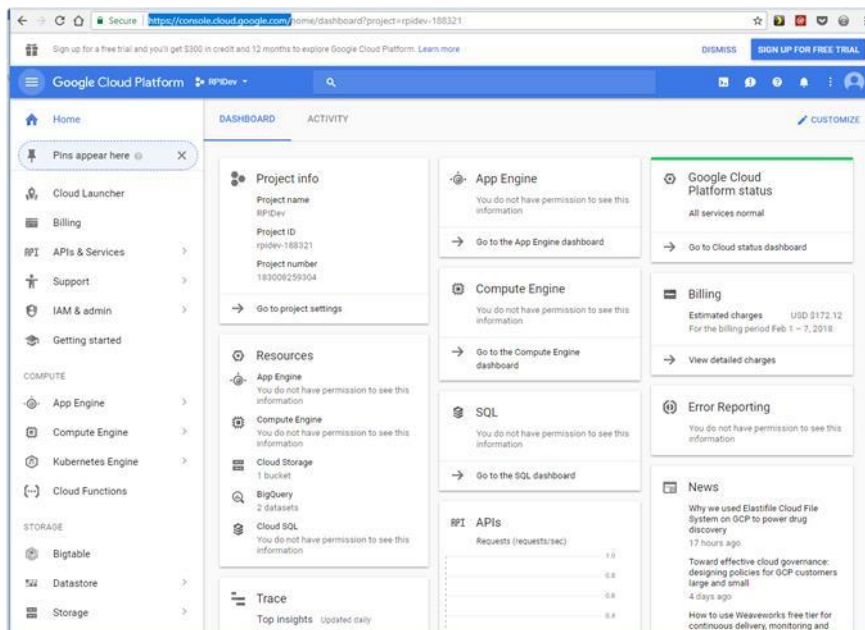 Secure | https://console.cloud.google.com/home/dashboard?project=rpidev-188321
Sign up for a free trial and you'll get $300 in credit and 12 months to explore Google Cloud Platform. Learn more
DISMISS
SIGN UP FOR FREE TRIAL
Google Cloud Platform
RPIDev
Home
Pins appear here
Cloud Launcher
Billing
API APIs & Services
Support
IAM & admin
Getting started
COMPUTE
App Engine
Compute Engine
Kubernetes Engine
Cloud Functions
STORAGE
Bigtable
Datastore
Storage
DASHBOARD
ACTIVITY
CUSTOMIZE
Project info
Project name
RPIDev
Project ID
rpidev-188321
Project number
183008259304
Go to project settings
Resources
App Engine
You do not have permission to see this
information
Compute Engine
You do not have permission to see this
information
Cloud Storage
1 bucket
BigQuery
2 datasets
Cloud SQL
You do not have permission to see this
information
Trace
Top insights Updated daily
App Engine
You do not have permission to see this
information
Go to the App Engine dashboard
Compute Engine
You do not have permission to see this
information
Go to the Compute Engine
dashboard
SQL
You do not have permission to see this
information
Go to the SQL dashboard
API APIs
Requests (requests/sec)
1.0
0.8
0.6
0.4
Google Cloud
Platform status
All services normal
Go to Cloud status dashboard
Billing
Estimated charges USD $172.12
For the billing period Feb 1 – 7, 2018
View detailed charges
Error Reporting
You do not have permission to see this
information
News
Why we used Elastifile Cloud File
System on GCP to power drug
discovery
17 hours ago
Toward effective cloud governance:
designing policies for GCP customers
large and small
4 days ago
How to use Weaveworks free tier for
continuous delivery, monitoring and